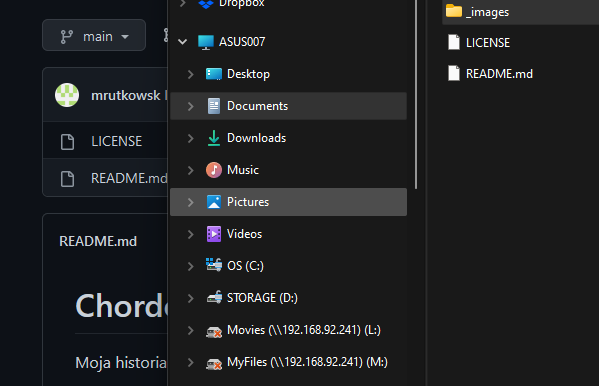 main
mrutkowsk
LICENSE
README.md
README.md
Moja historia
Dropbox
ASUS007
Desktop
Documents
Downloads
Music
Pictures
Videos
OS (C:)
STORAGE (D:)
Movies (\\192.168.92.241) (L:)
MyFiles (\\192.168.92.241) (M:)
_images
LICENSE
README.md